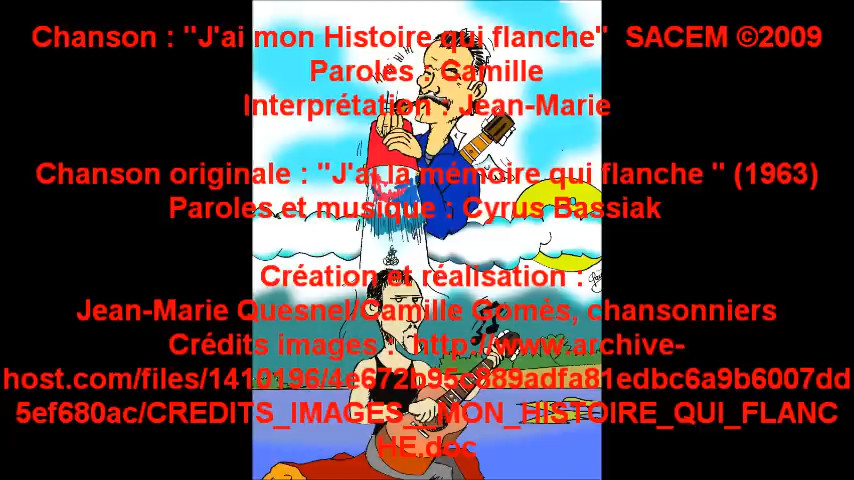 Chanson : "J'ai mon Histoire qui flanche" SACEM ©2009
Paroles : Camille
Interprétation : Jean-Marie
Chanson originale : "J'ai la mémoire qui flanche " (1963)
Paroles et musique : Cyrus Bassiak
Création et réalisation :
Jean-Marie Quesnel/Camille Gomès, chansonniers
Crédits images : http://www.archive-
host.com/files/1410196/4e672b95c889adfa81edbc6a9b6007dd
5ef680ac/CREDITS_IMAGES__MON_HISTOIRE_QUI_FLANC
HE.doc